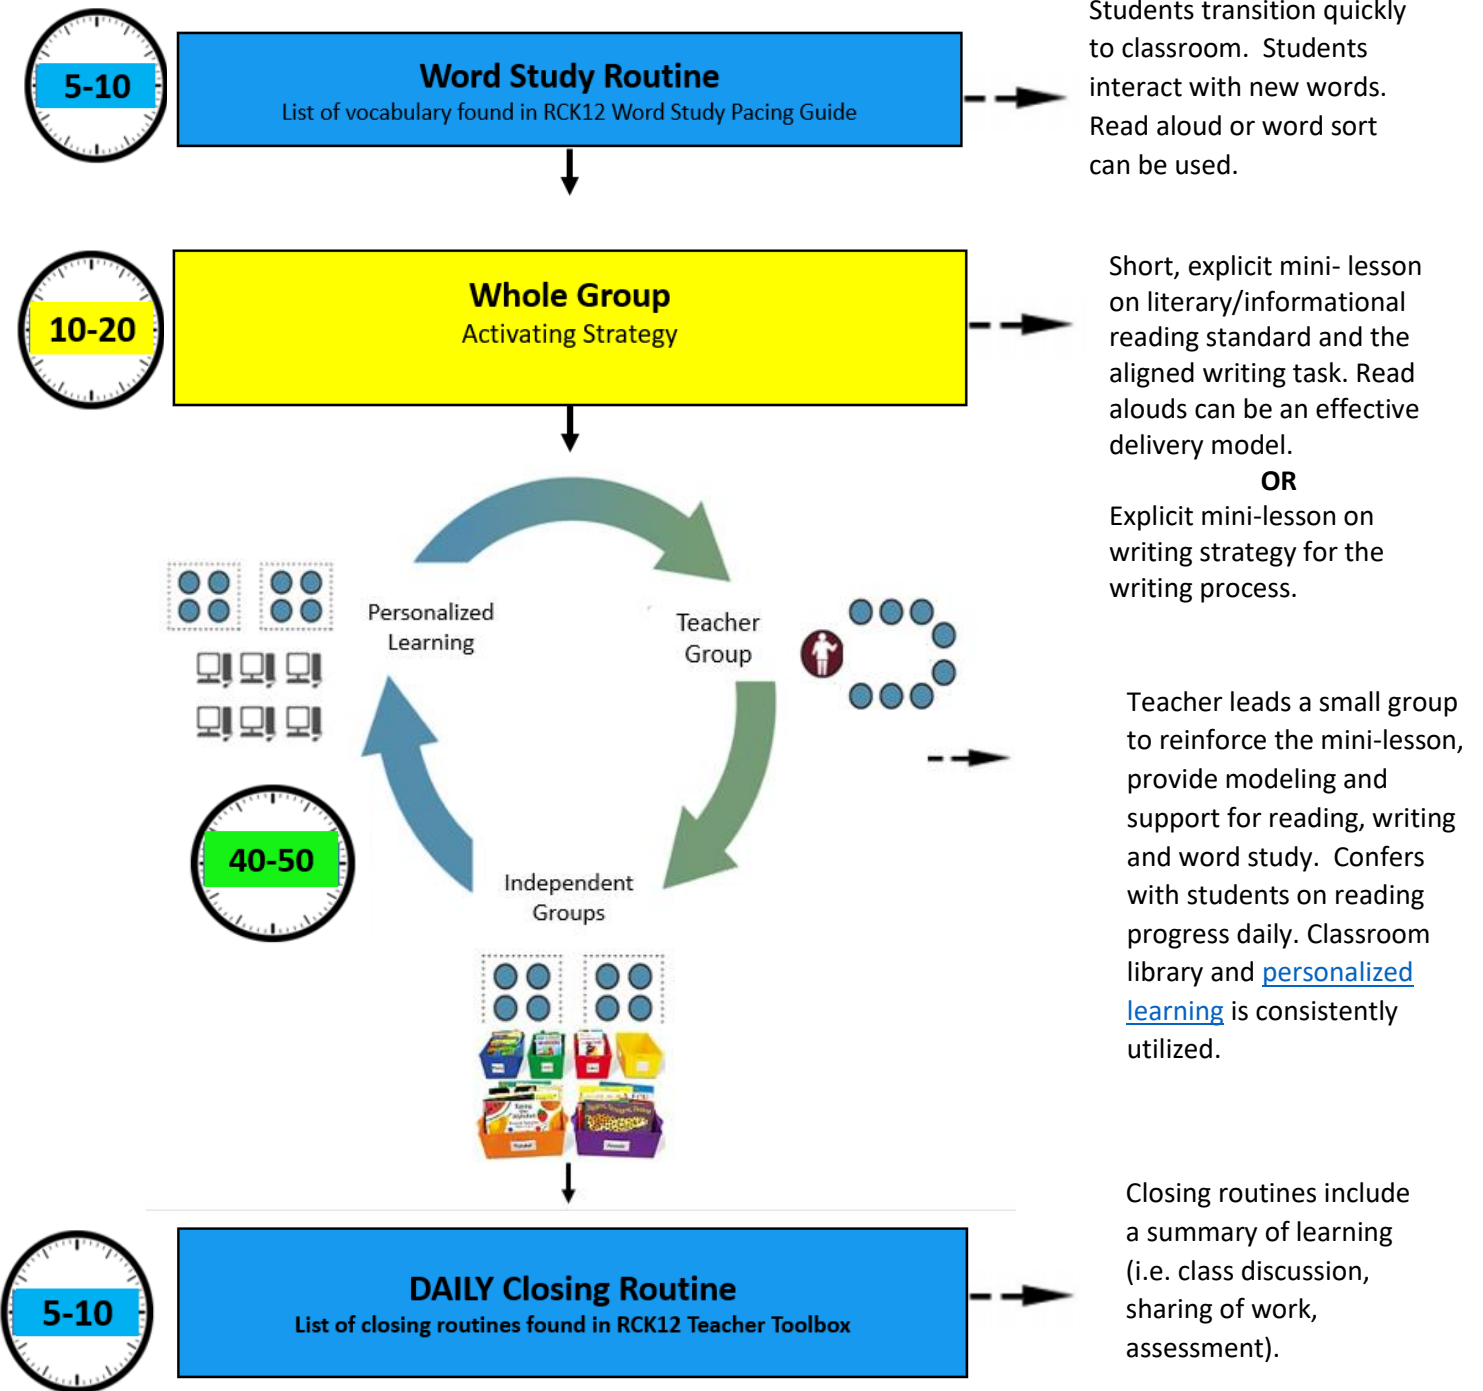 Students transition quickly
to classroom.  Students
interact with new words.
Read aloud or word sort
can be used.
5-10
Word Study Routine
List of vocabulary found in RCK12 Word Study Pacing Guide
10-20
Whole Group
Activating Strategy
Short, explicit mini- lesson
on literary/informational
reading standard and the
aligned writing task. Read
alouds can be an effective
delivery model.
OR
Explicit mini-lesson on
writing strategy for the
writing process.
Personalized
Learning
Teacher
Group
40-50
Independent
Groups
Teacher leads a small group
to reinforce the mini-lesson,
provide modeling and
support for reading, writing
and word study.  Confers
with students on reading
progress daily. Classroom
library and personalized
learning is consistently
utilized.
5-10
DAILY Closing Routine
List of closing routines found in RCK12 Teacher Toolbox
Closing routines include
a summary of learning
(i.e. class discussion,
sharing of work,
assessment).